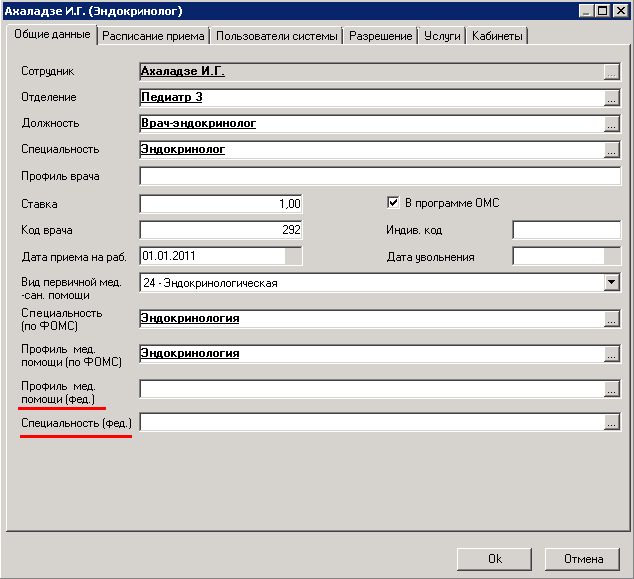 Ахаладзе И.Г. (Эндокринолог)
Общие данные Расписание приема Пользователи системы Разрешение Услуги Кабинеты
Сотрудник Ахаладзе И.Г. ...
Отделение Педиатр 3 ...
Должность Врач-эндокринолог ...
Специальность Эндокринолог ...
Профиль врача
Ставка 1,00 В программе ОМС
Код врача 292 Индив. код
Дата приема на раб. 01.01.2011 Дата увольнения
Вид первичной мед.
-сан. помощи 24 - Эндокринологическая
Специальность
(по ФОМС) Эндокринология ...
Профиль мед.
помощи (по ФОМС) Эндокринология ...
Профиль мед.
помощи (фед.) ...
Специальность (фед.) ...
Ok Отмена